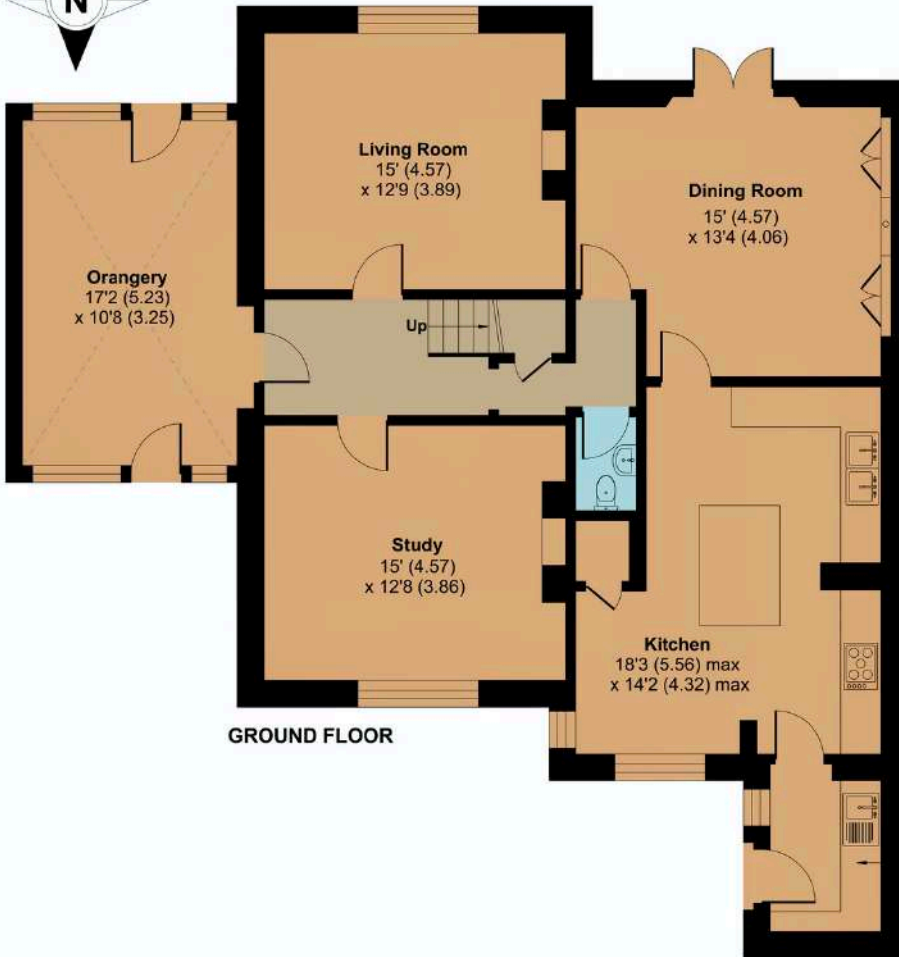 N
Living Room
15' (4.57)
x 12'9 (3.89)
Dining Room
15' (4.57)
x 13'4 (4.06)
Orangery
17'2 (5.23)
x 10'8 (3.25)
Up
Study
15' (4.57)
x 12'8 (3.86)
Kitchen
18'3 (5.56) max
x 14'2 (4.32) max
GROUND FLOOR